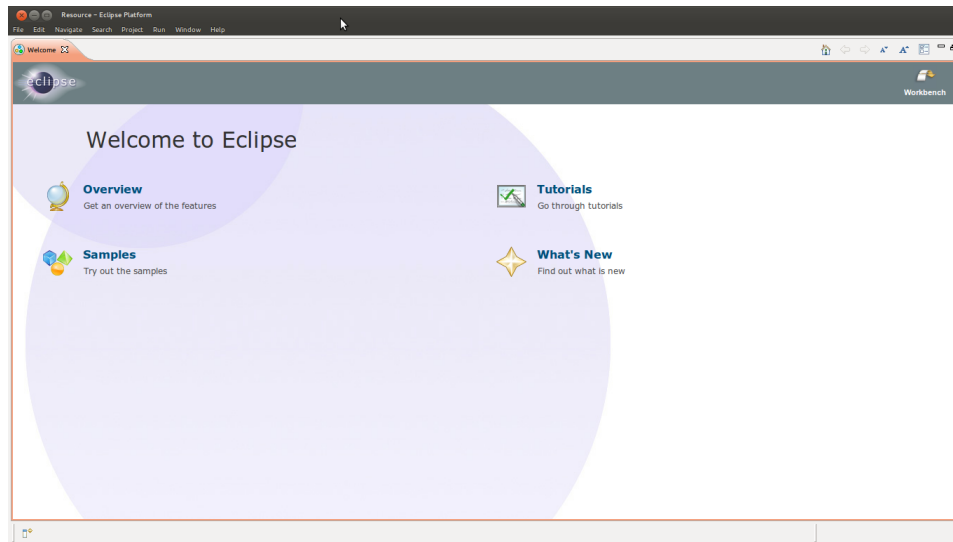 Resource – Eclipse Platform
File Edit Navigate Search Project Run Window Help
Welcome
eclipse
Workbench
Welcome to Eclipse
Overview
Get an overview of the features
Tutorials
Go through tutorials
Samples
Try out the samples
What's New
Find out what is new